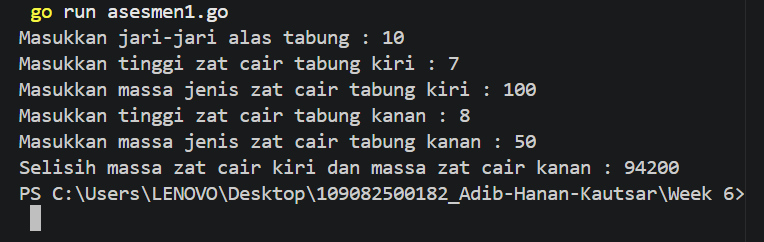 go run asesmen1.go
Masukkan jari-jari alas tabung : 10
Masukkan tinggi zat cair tabung kiri : 7
Masukkan massa jenis zat cair tabung kiri : 100
Masukkan tinggi zat cair tabung kanan : 8
Masukkan massa jenis zat cair tabung kanan : 50
Selisih massa zat cair kiri dan massa zat cair kanan : 94200
PS C:\Users\LENOVO\Desktop\109082500182_Adib-Hanan-Kautsar\Week 6>